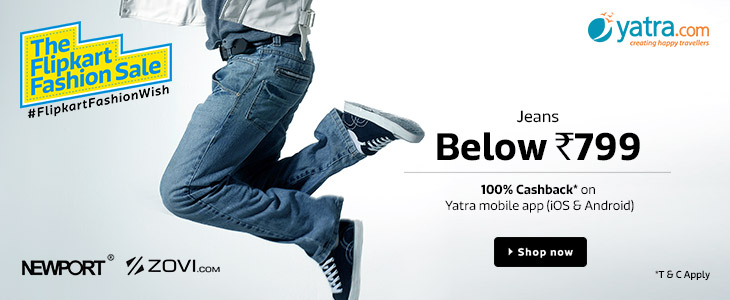 The
Flipkart
Fashion Sale
#FlipkartFashionWish
yatra.com
creating happy travellers
Jeans
Below ₹799
100% Cashback* on
Yatra mobile app (iOS & Android)
Shop now
NEWPORT®
ZOVI.COM
*T & C Apply